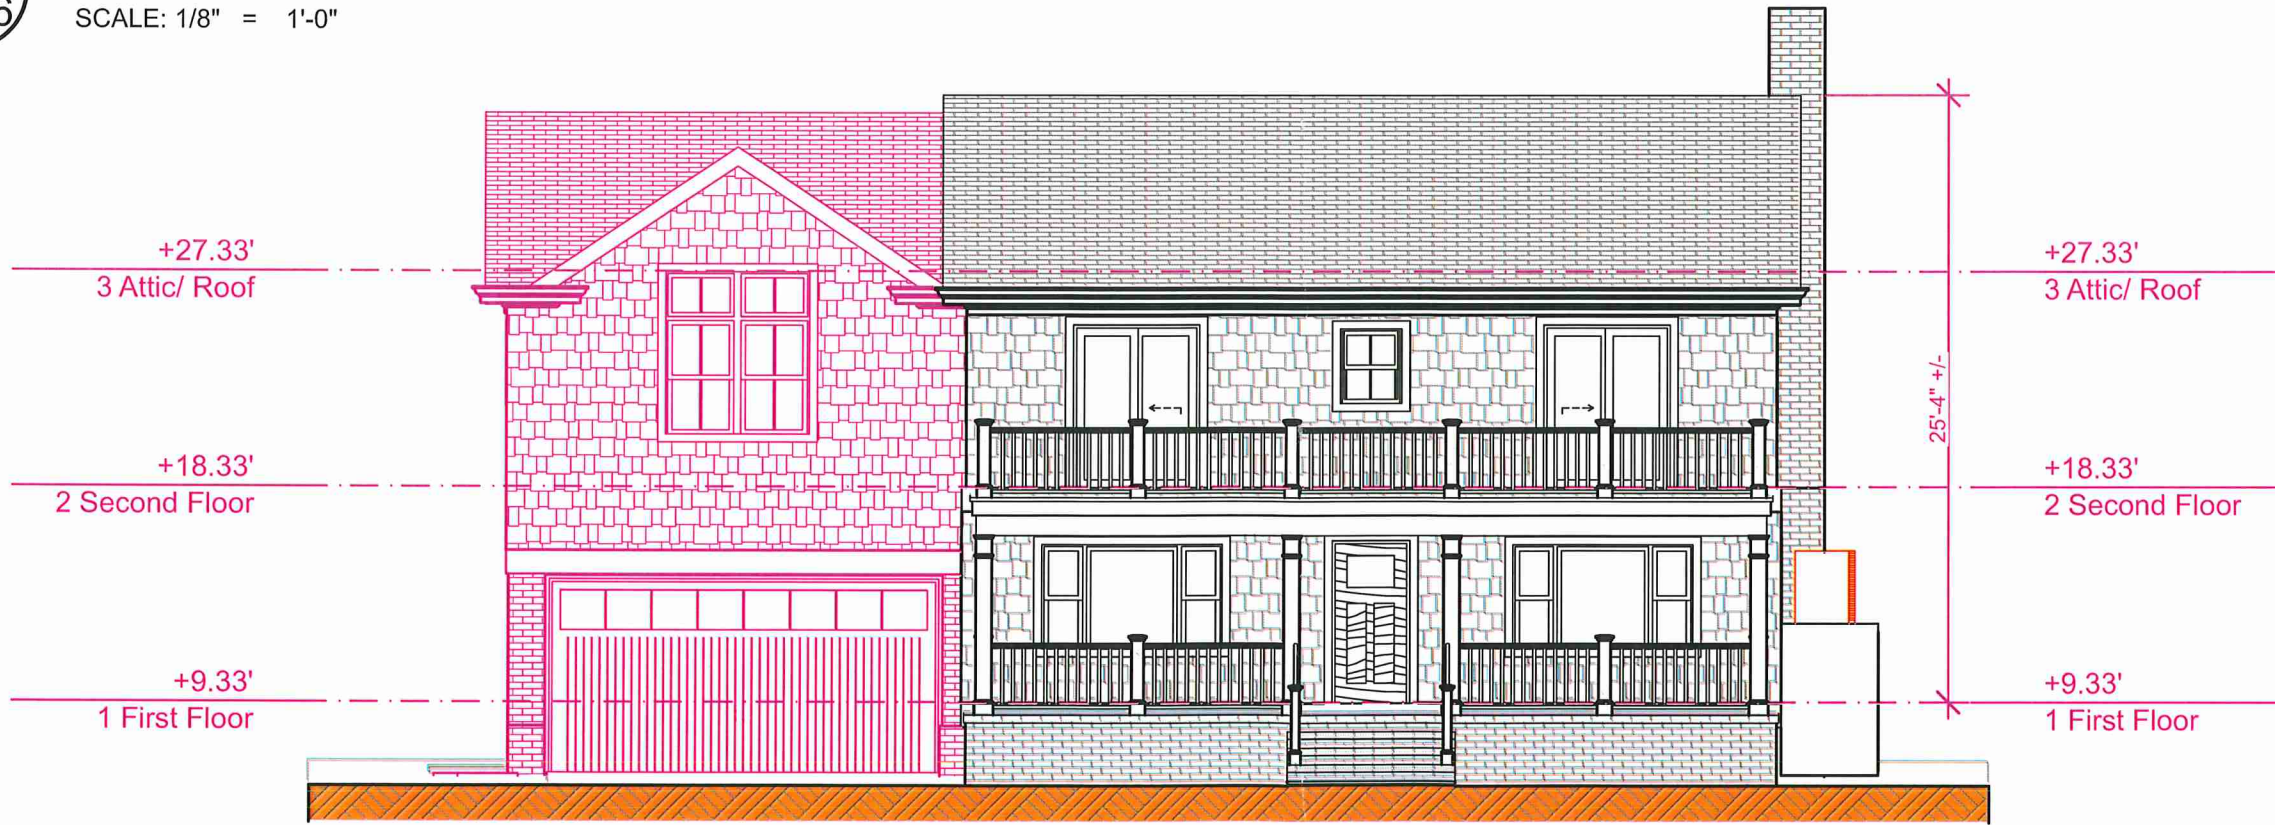 6
SCALE: 1/8" = 1'-0"
+27.33'
3 Attic/ Roof
+18.33'
2 Second Floor
+9.33'
1 First Floor
25'-4" +/-
+27.33'
3 Attic/ Roof
+18.33'
2 Second Floor
+9.33'
1 First Floor